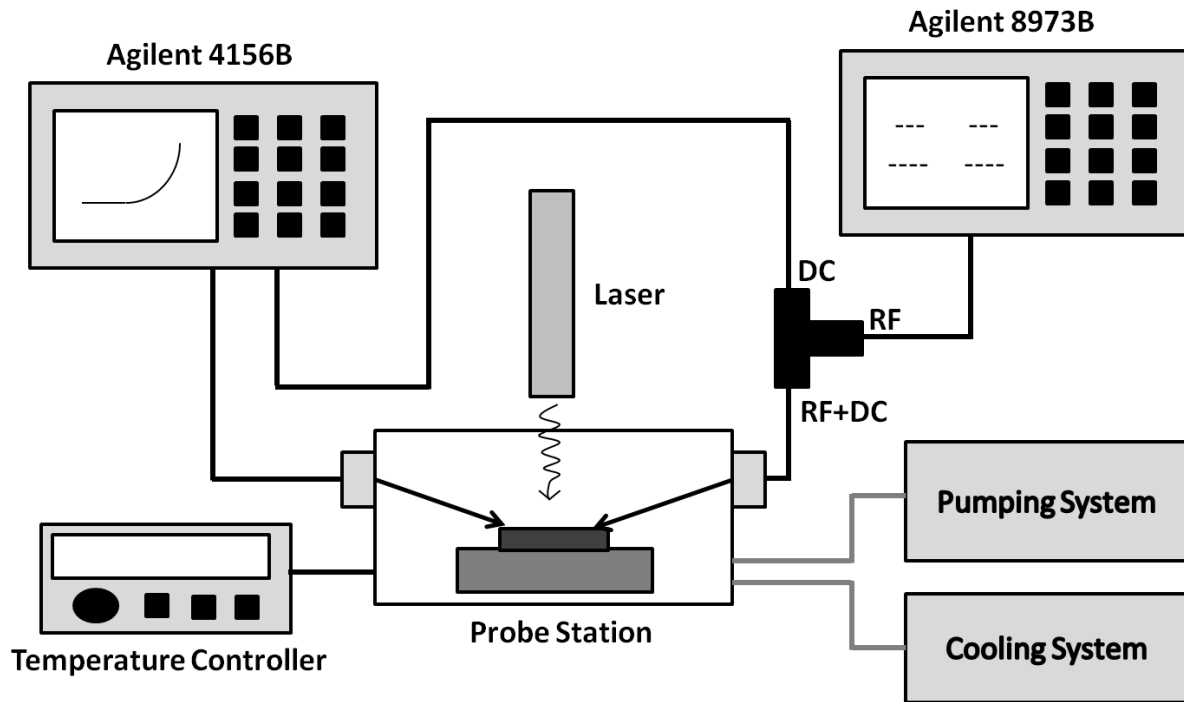 Agilent 4156B
Agilent 8973B
DC
Laser
RF
RF+DC
Pumping System
Probe Station
Temperature Controller
Cooling System